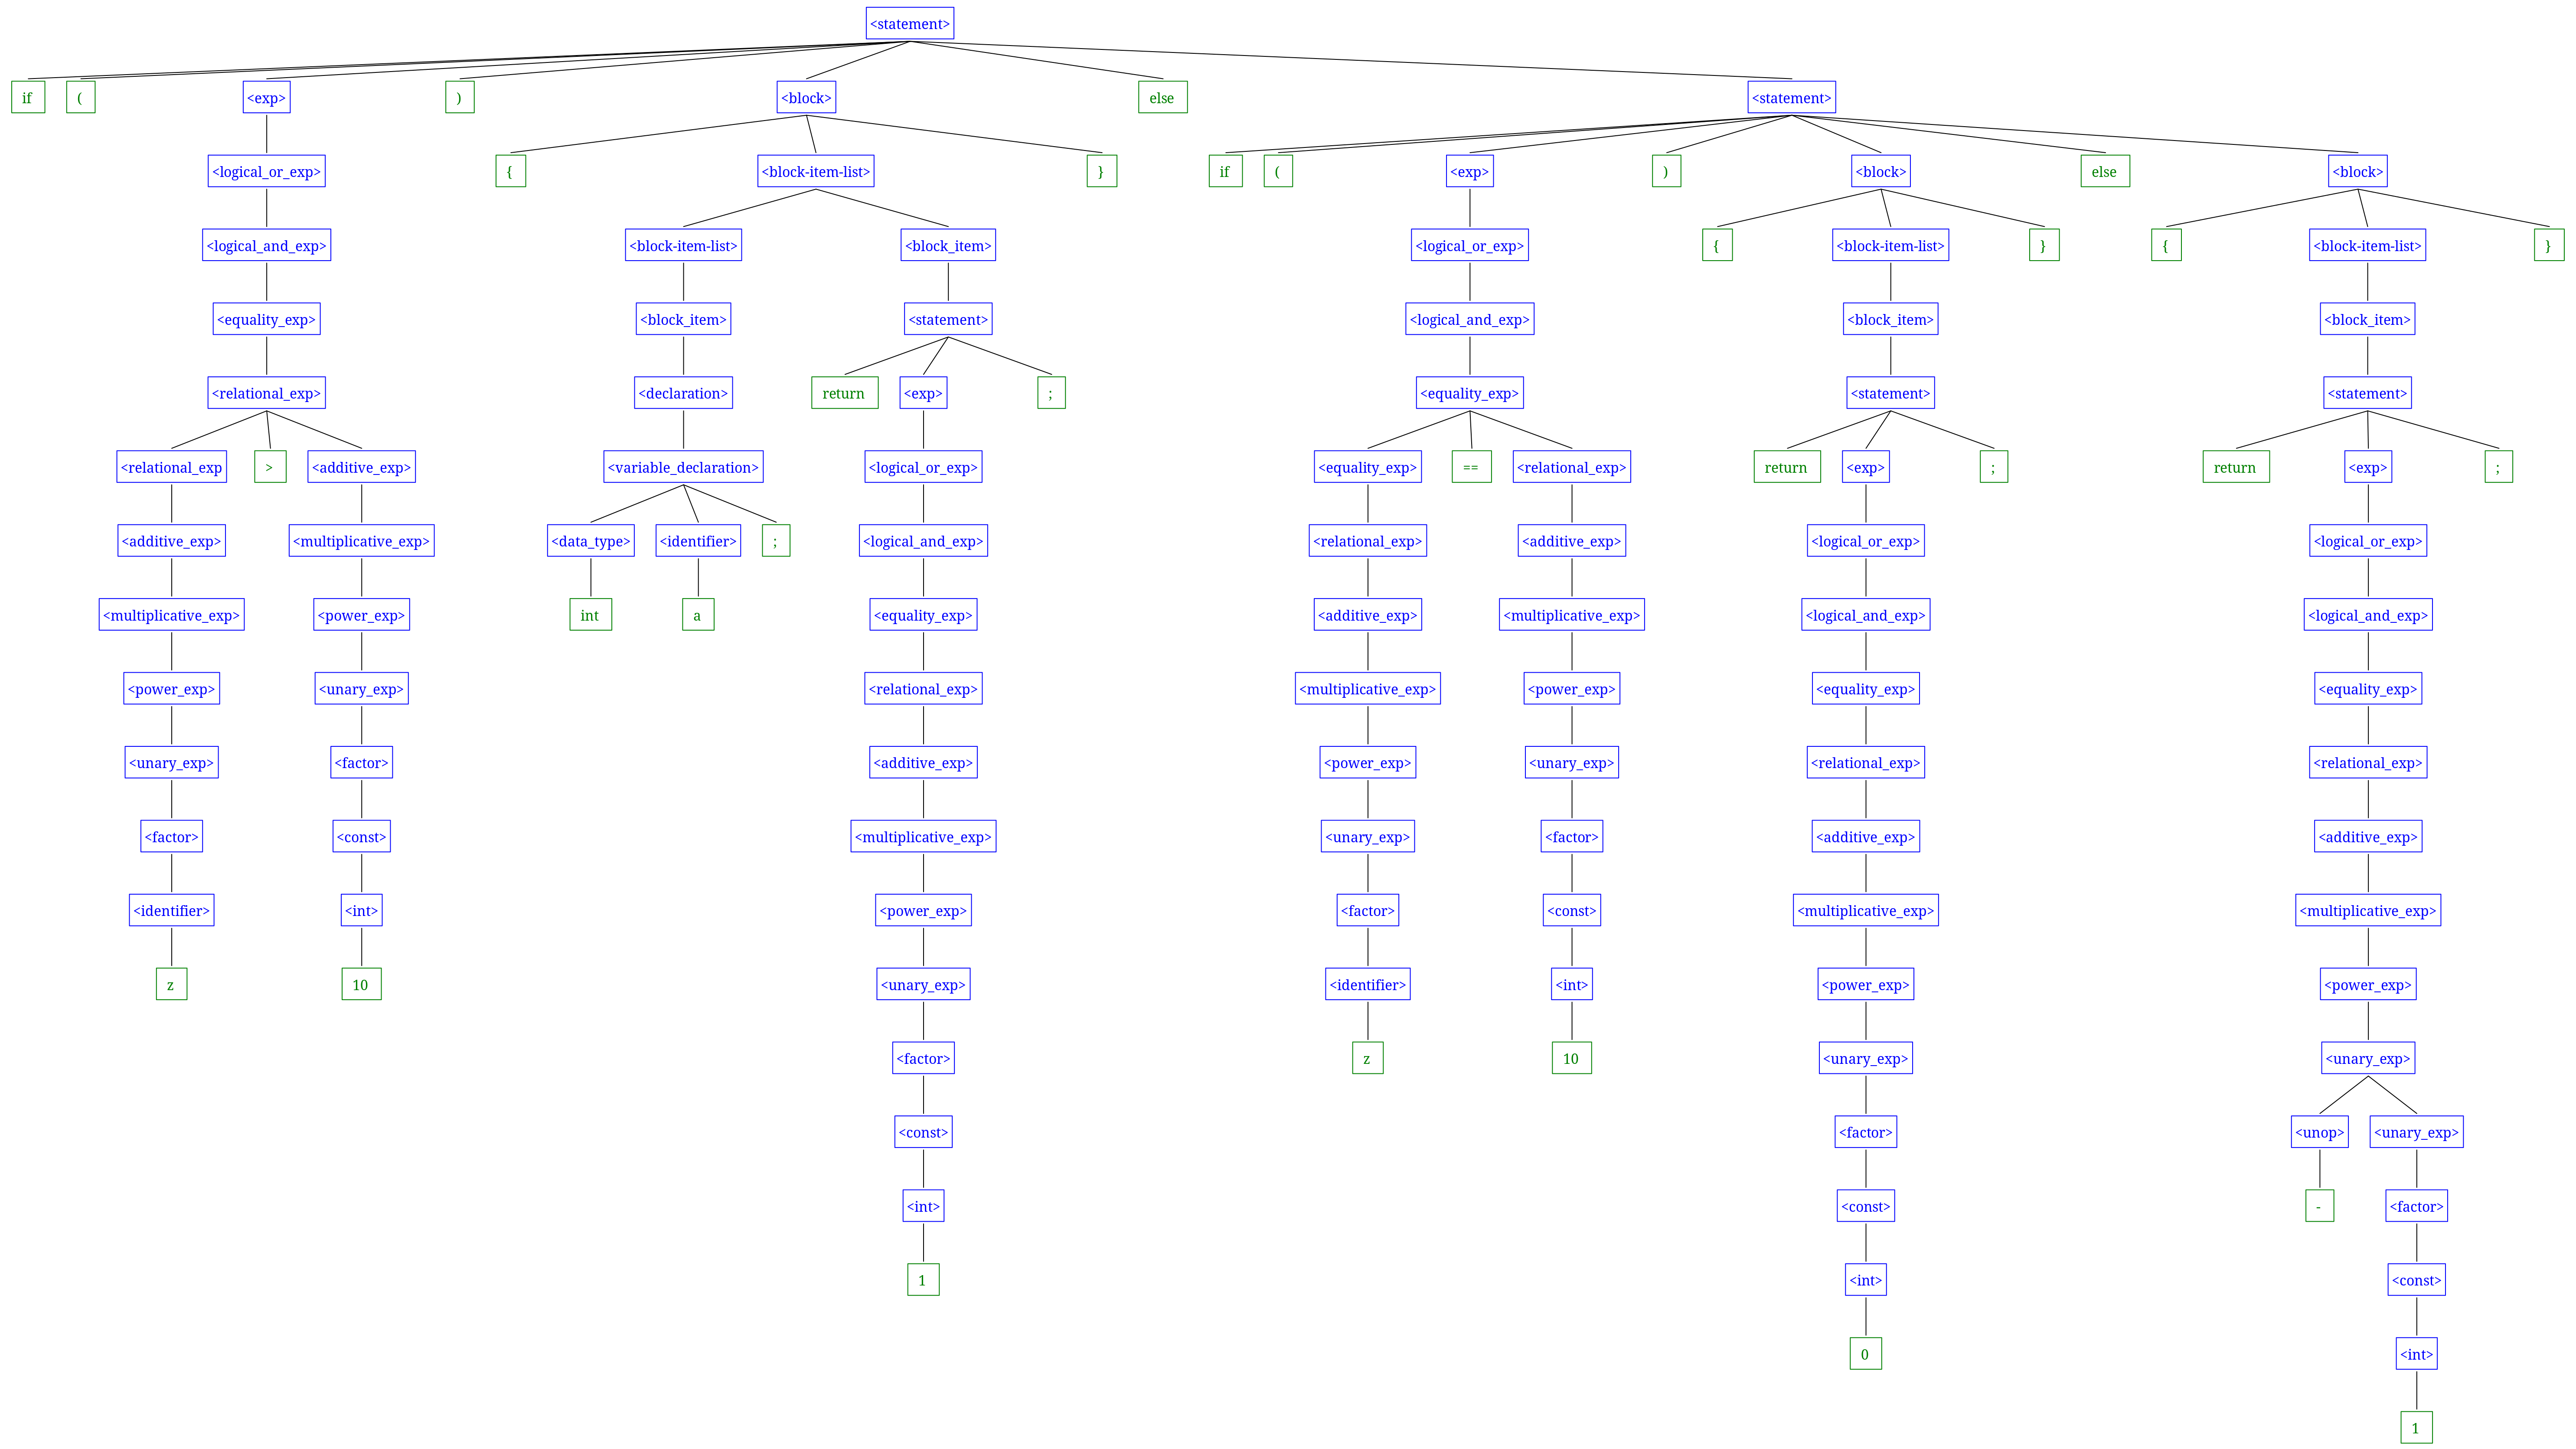 <statement>
if ( <exp> ) <block> else <statement>
<logical_or_exp> { <block-item-list> } if ( <exp> ) <block> else <block>
<logical_and_exp> <block-item-list> <block_item> <logical_or_exp> { <block-item-list> } { <block-item-list> }
<equality_exp> <block_item> <statement> <logical_and_exp> <block_item> <block_item>
<relational_exp> <declaration> return <exp> ; <equality_exp> <statement> <statement>
<relational_exp > <additive_exp> <variable_declaration> <logical_or_exp> <equality_exp> == <relational_exp> return <exp> ; return <exp> ;
<additive_exp> <multiplicative_exp> <data_type> <identifier> ; <logical_and_exp> <relational_exp> <additive_exp> <logical_or_exp> <logical_or_exp>
<multiplicative_exp> <power_exp> int a <equality_exp> <additive_exp> <multiplicative_exp> <logical_and_exp> <logical_and_exp>
<power_exp> <unary_exp> <relational_exp> <multiplicative_exp> <power_exp> <equality_exp> <equality_exp>
<unary_exp> <factor> <additive_exp> <power_exp> <unary_exp> <relational_exp> <relational_exp>
<factor> <const> <multiplicative_exp> <unary_exp> <factor> <additive_exp> <additive_exp>
<identifier> <int> <power_exp> <factor> <const> <multiplicative_exp> <multiplicative_exp>
z 10 <unary_exp> <identifier> <int> <power_exp> <power_exp>
<factor> z 10 <unary_exp> <unary_exp>
<const> <factor> <unop> <unary_exp>
<int> <const> - <factor>
1 <int> <const>
0 <int>
1